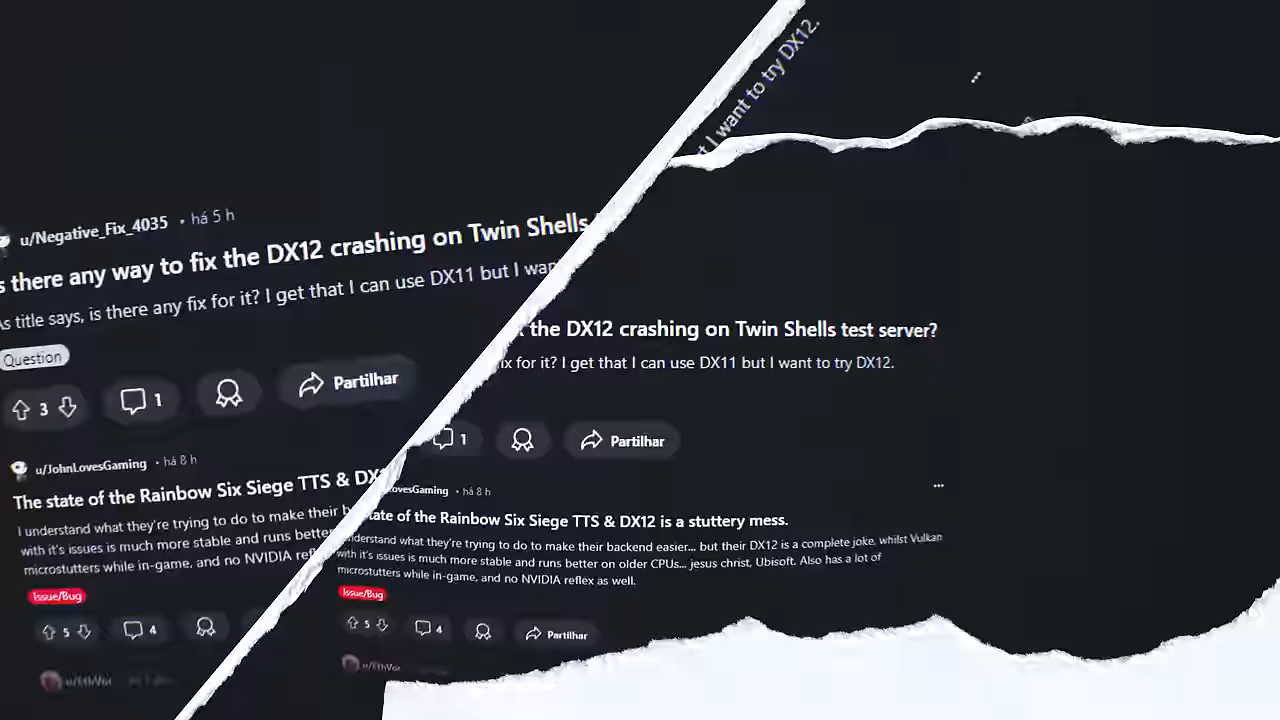 t I want to try DX12.
u/Negative_Fix_4035 • há 5 h
s there any way to fix the DX12 crashing on Twin Shells
As title says, is there any fix for it? I get that I can use DX11 but I wan
Question
3 1 Partilhar
u/JohnLovesGaming • há 8 h
The state of the Rainbow Six Siege TTS & DX1
I understand what they're trying to do to make their b
with it's issues is much more stable and runs better
microstutters while in-game, and no NVIDIA refl
Issue/Bug
5 4
the DX12 crashing on Twin Shells test server?
ix for it? I get that I can use DX11 but I want to try DX12.
1 Partilhar
ovesGaming • há 8 h
tate of the Rainbow Six Siege TTS & DX12 is a stuttery mess.
nderstand what they're trying to do to make their backend easier... but their DX12 is a complete joke, whilst Vulkan
with it's issues is much more stable and runs better on older CPUs... jesus christ, Ubisoft. Also has a lot of
microstutters while in-game, and no NVIDIA reflex as well.
Issue/Bug
5 4 Partilhar